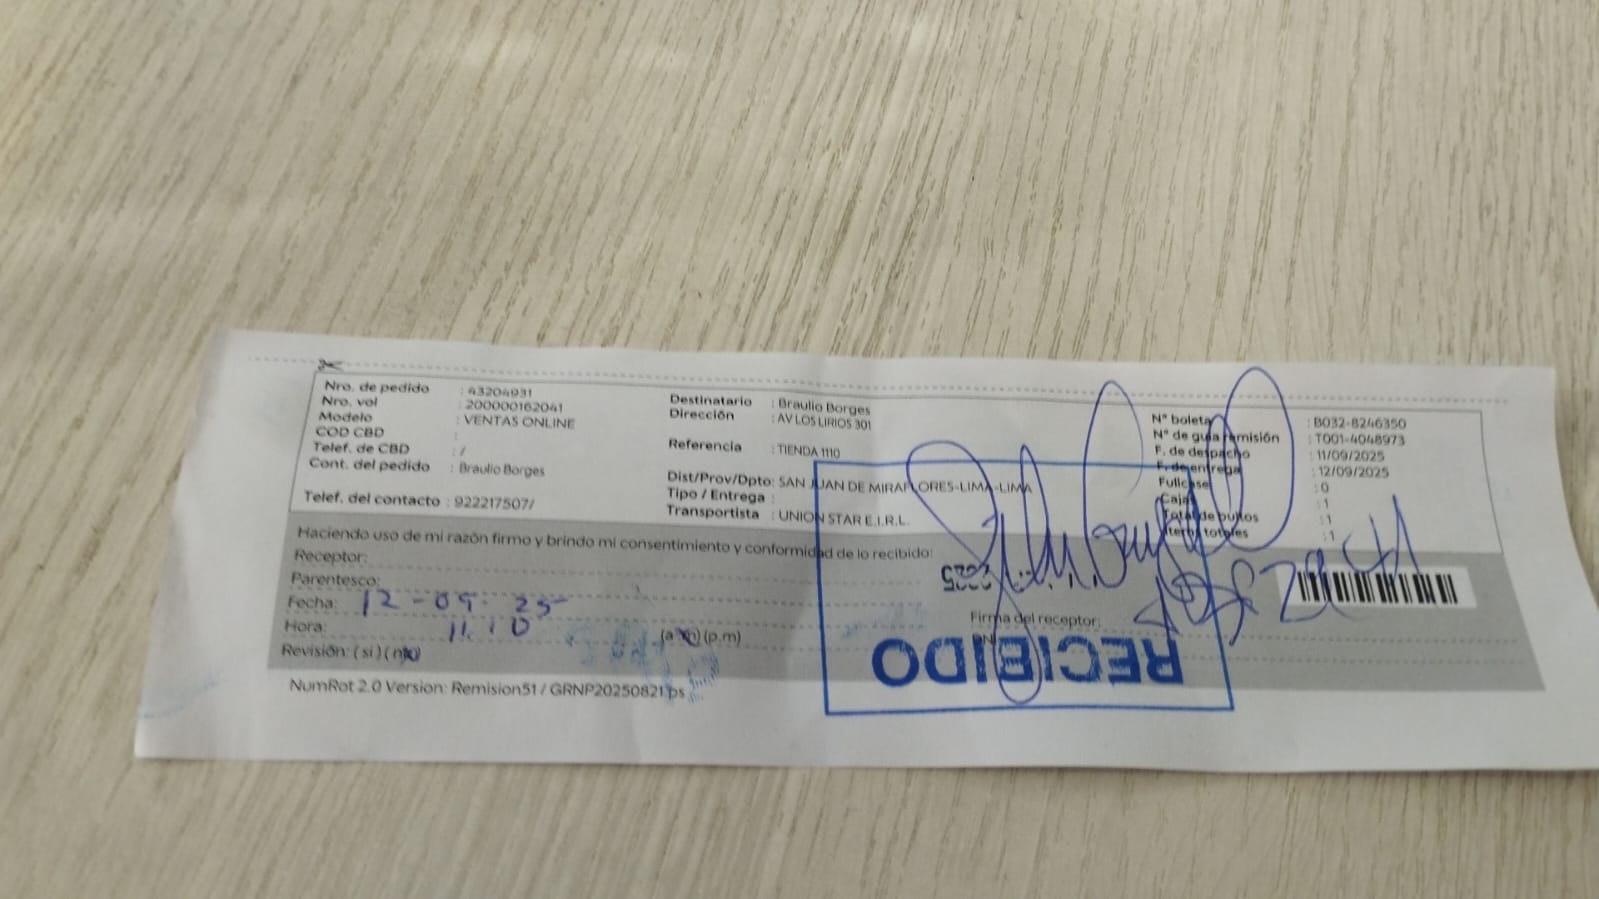 Nro. de pedido : 43204931
Nro. vol : 200000162041
Modelo : VENTAS ONLINE
COD CBD :
Telef. de CBD : /
Cont. del pedido : Braulio Borges
Telef. del contacto : 922217507/
Destinatario : Braulio Borges
Dirección : AV LOS LIRIOS 301
Referencia : TIENDA 1110
Dist/Prov/Dpto: SAN JUAN DE MIRAFLORES-LIMA-LIMA
Tipo / Entrega :
Transportista : UNION STAR E.I.R.L.
N° boleta : B032-8246350
N° de guia remisión : T001-4048973
F. de despacho : 11/09/2025
F. de entrega : 12/09/2025
Fullcase : 0
Cajas : 1
Total de bultos : 1
Items totales : 1
Haciendo uso de mi razón firmo y brindo mi consentimiento y conformidad de lo recibido:
Receptor:
Parentesco:
Fecha: 12-09-25
Hora: 11:10 (a.m) (p.m)
Revisión: (si) (no)
Firma del receptor:
DNI
2025
RECIBIDO
NumRot 2.0 Version: Remision51 / GRNP20250821.ps